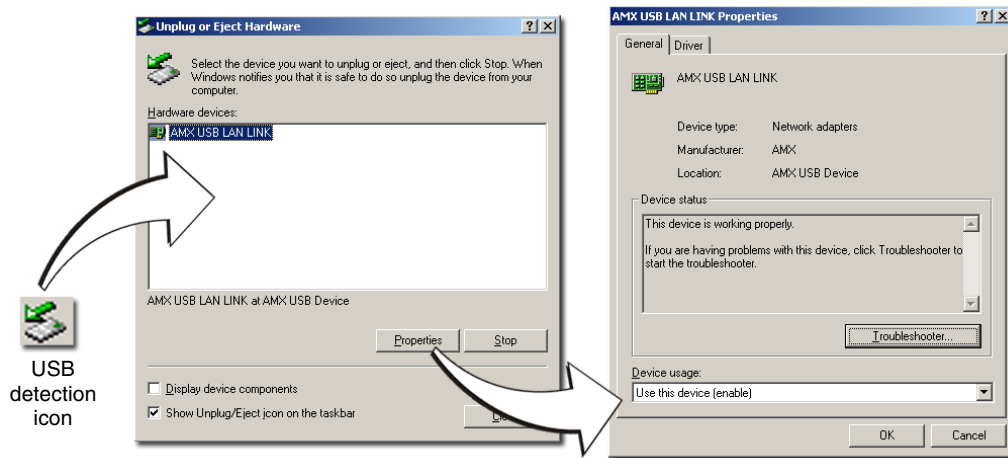 Unplug or Eject Hardware
Select the device you want to unplug or eject, and then click Stop. When
Windows notifies you that it is safe to do so unplug the device from your
computer.
Hardware devices:
AMX USB LAN LINK
AMX USB LAN LINK at AMX USB Device
Properties
Stop
Display device components
Show Unplug/Eject icon on the taskbar
USB
detection
icon
AMX USB LAN LINK Properties
General
Driver
AMX USB LAN LINK
Device type: Network adapters
Manufacturer: AMX
Location: AMX USB Device
Device status
This device is working properly.
If you are having problems with this device, click Troubleshooter to
start the troubleshooter.
Troubleshooter...
Device usage:
Use this device (enable)
OK
Cancel